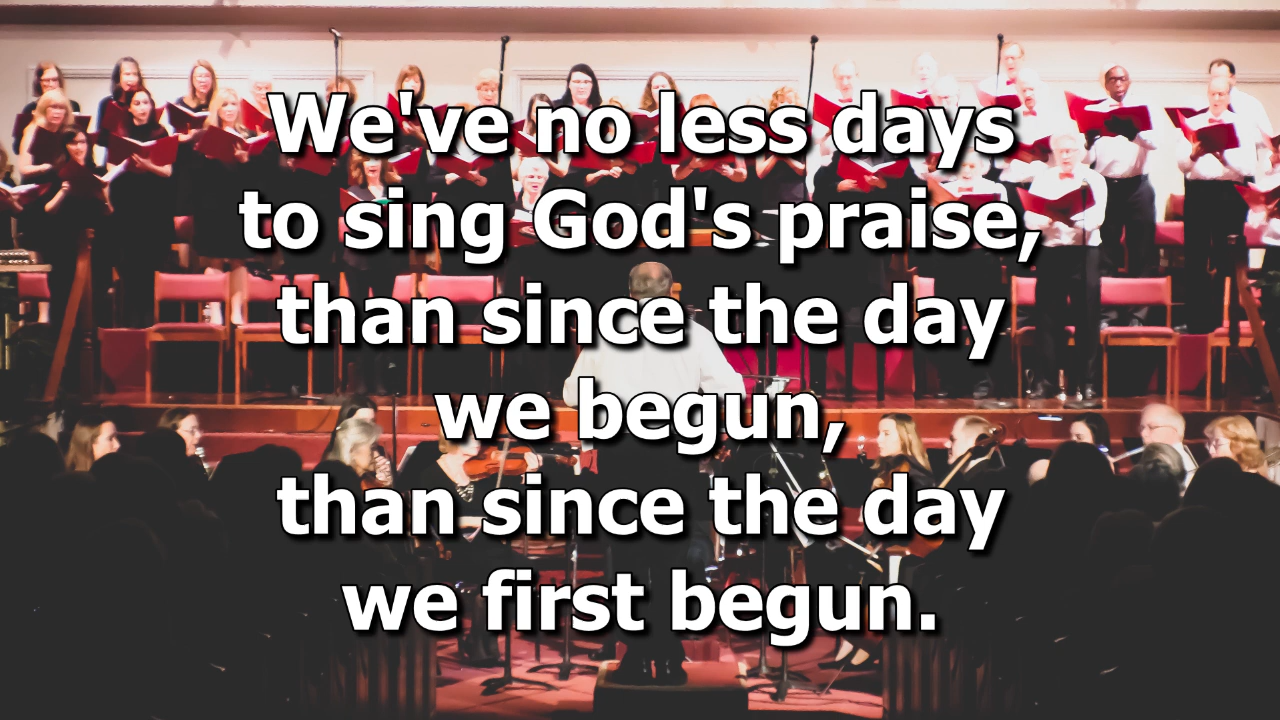 We've no less days
to sing God's praise,
than since the day
we begun,
than since the day
we first begun.